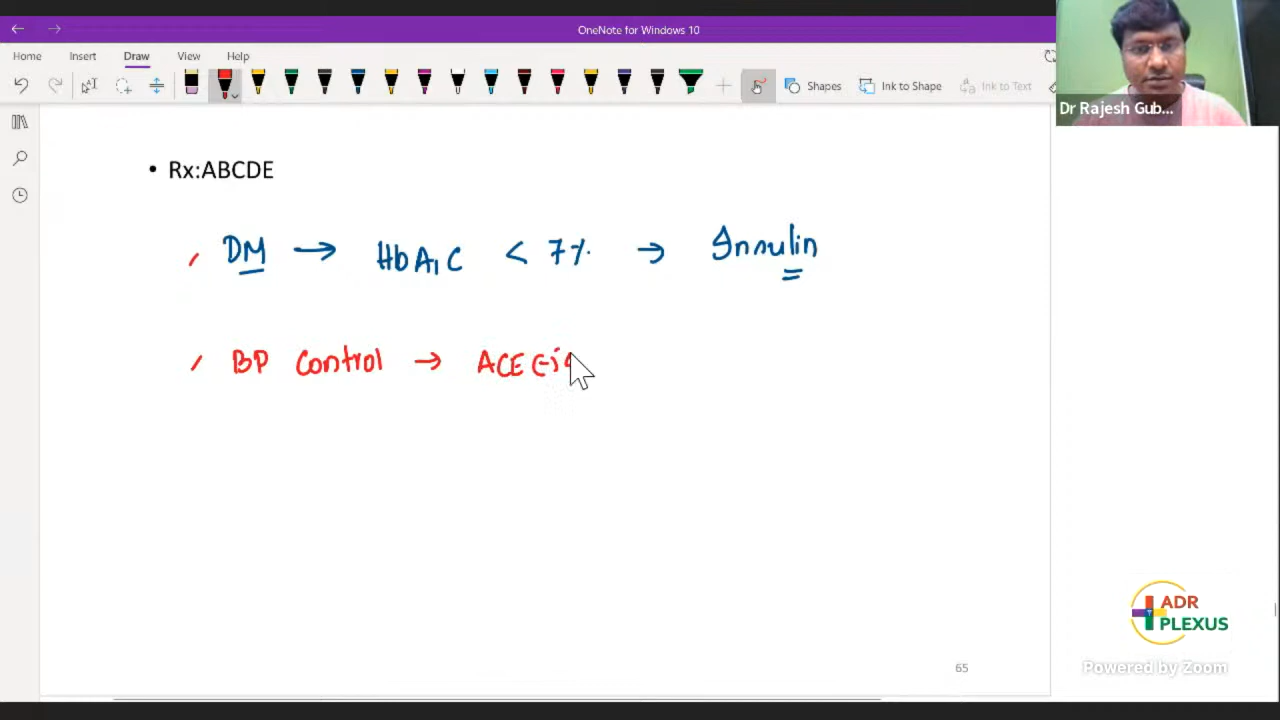 OneNote for Windows 10
Home Insert Draw View Help
Shapes Ink to Shape Ink to Text
Dr Rajesh Gub...
• Rx:ABCDE
DM → HbA1C < 7% → Insulin
BP Control → ACE
ADR
PLEXUS
65
Powered by Zoom